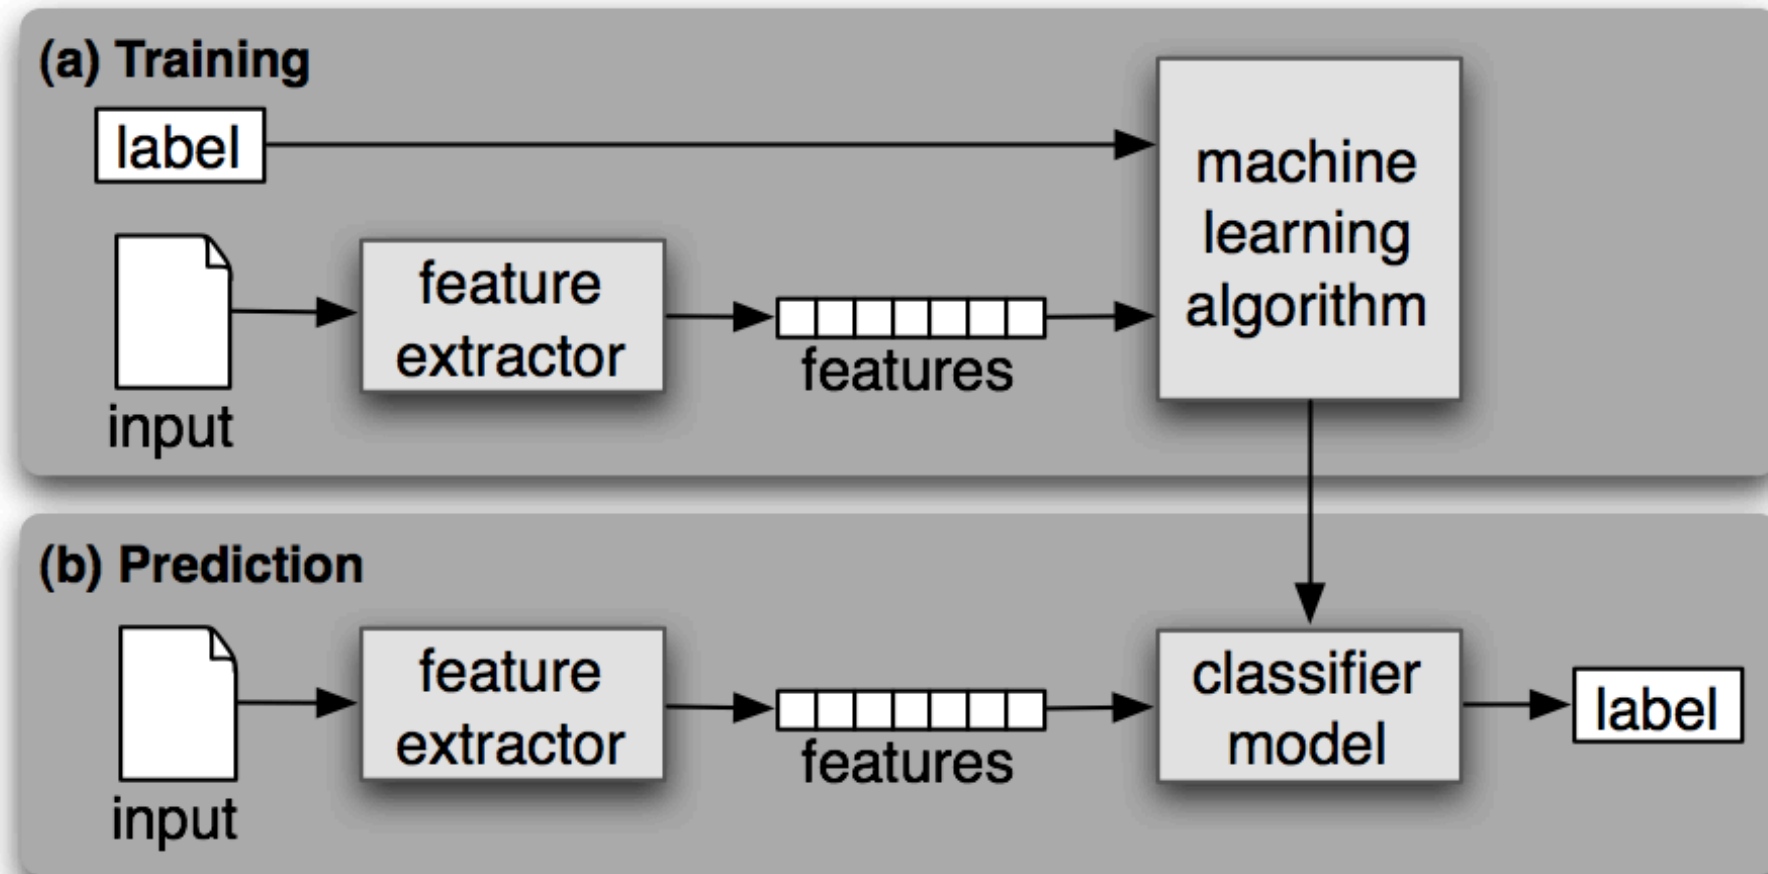 (a) Training
label
machine
learning
algorithm
feature
extractor
features
input
(b) Prediction
feature
extractor
features
classifier
model
label
input